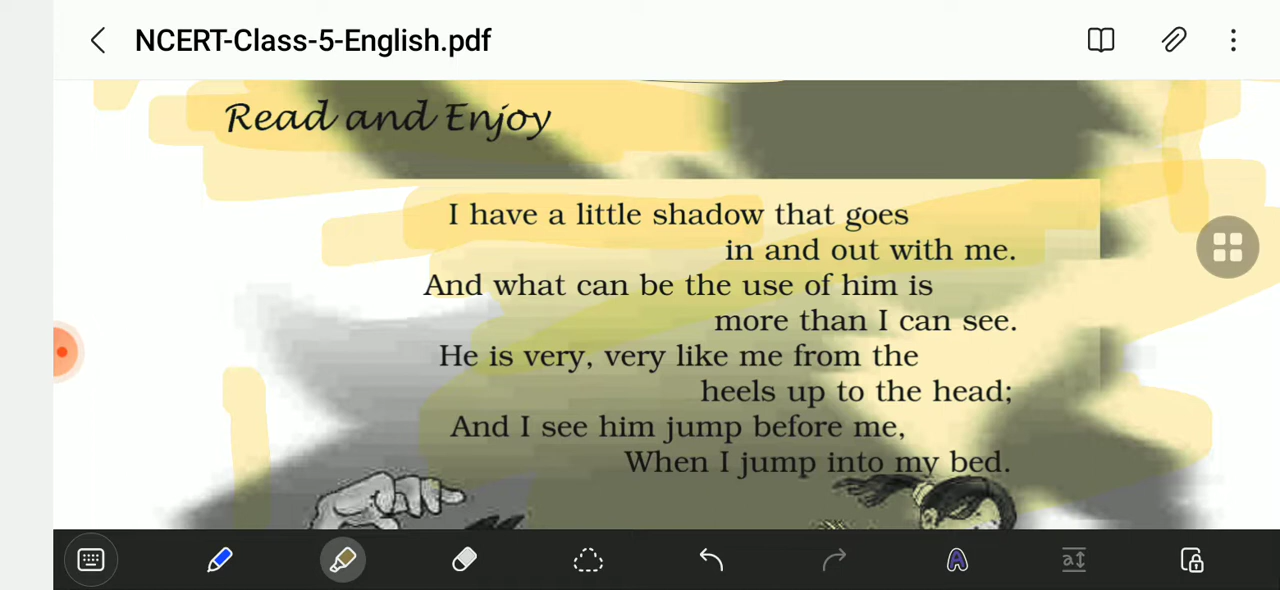 NCERT-Class-5-English.pdf
Read and Enjoy
I have a little shadow that goes
in and out with me.
And what can be the use of him is
more than I can see.
He is very, very like me from the
heels up to the head;
And I see him jump before me,
When I jump into my bed.